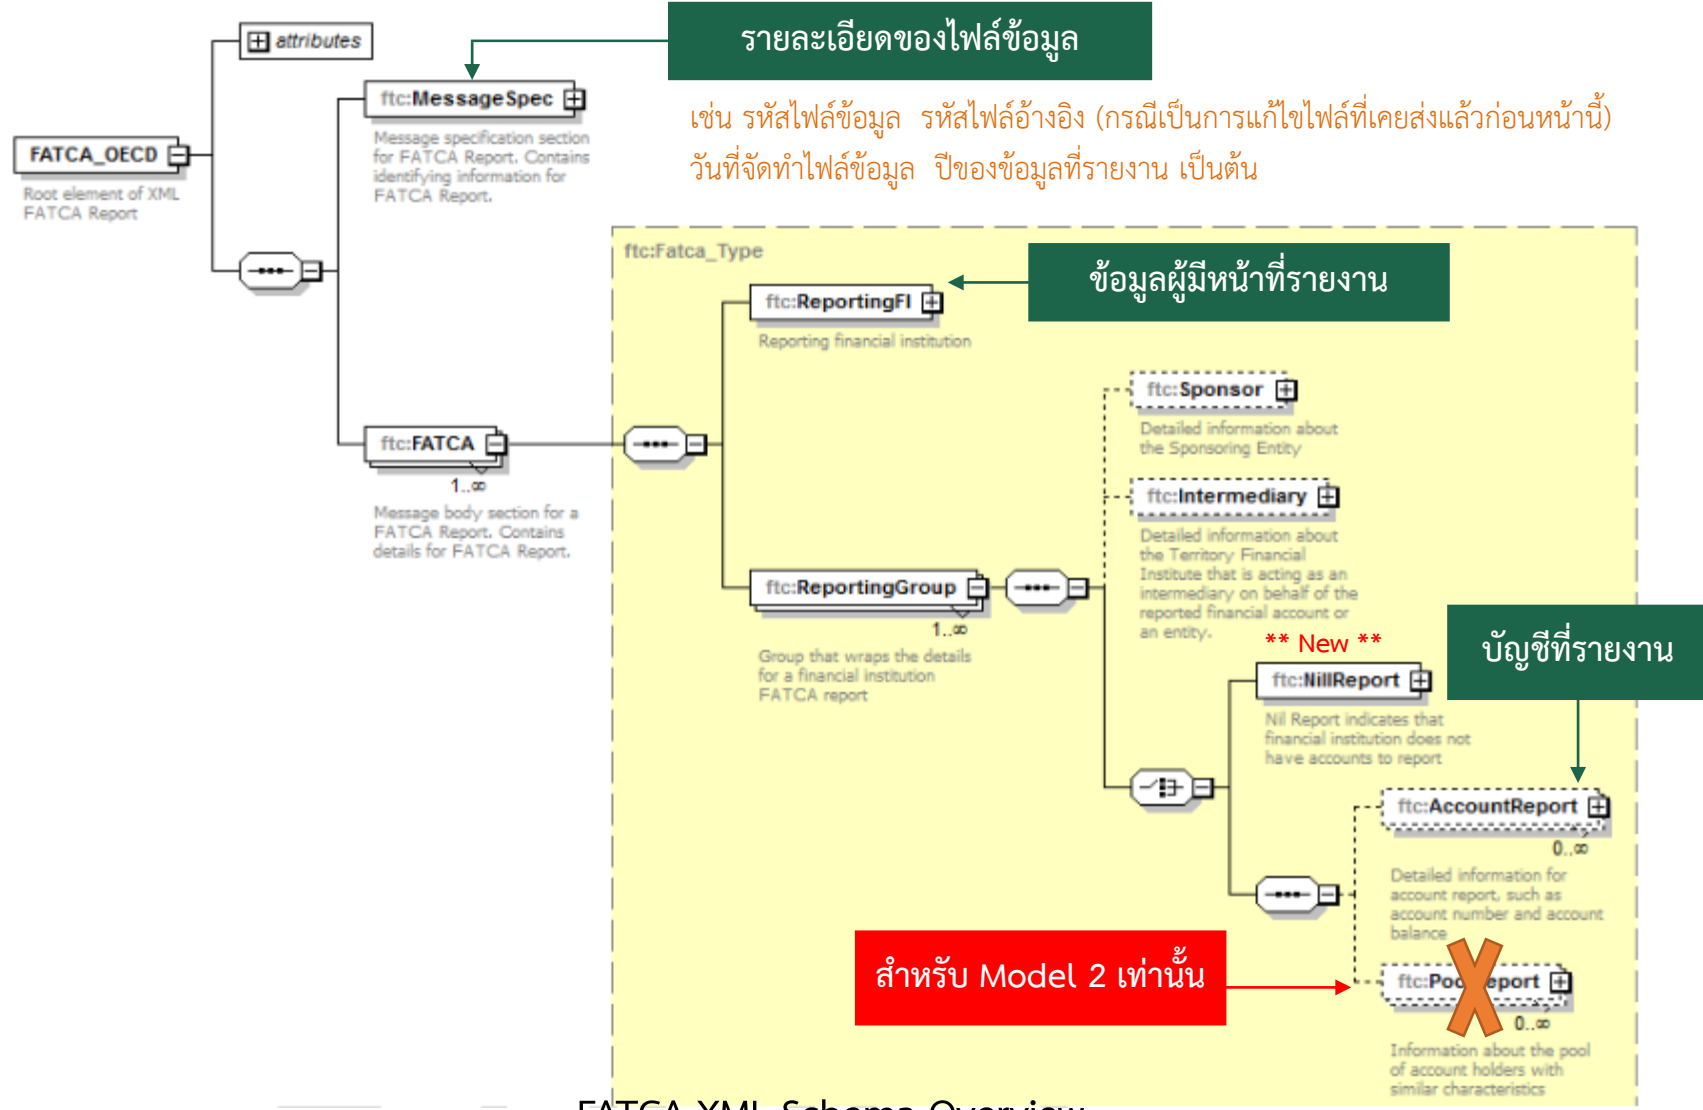 attributes
รายละเอียดของไฟล์ข้อมูล
ftc:MessageSpec
Message specification section
for FATCA Report. Contains
identifying information for
FATCA Report.
เช่น รหัสไฟล์ข้อมูล รหัสไฟล์อ้างอิง (กรณีเป็นการแก้ไขไฟล์ที่เคยส่งแล้วก่อนหน้านี้)
วันที่จัดทำไฟล์ข้อมูล ปีของข้อมูลที่รายงาน เป็นต้น
FATCA_OECD
Root element of XML
FATCA Report
ftc:Fatca_Type
ข้อมูลผู้มีหน้าที่รายงาน
ftc:ReportingFI
Reporting financial institution
ftc:Sponsor
Detailed information about
the Sponsoring Entity
ftc:FATCA
1..∞
Message body section for a
FATCA Report. Contains
details for FATCA Report.
ftc:Intermediary
Detailed information about
the Territory Financial
Institute that is acting as an
intermediary on behalf of the
reported financial account or
an entity.
ftc:ReportingGroup
1..∞
Group that wraps the details
for a financial institution
FATCA report
** New **
บัญชีที่รายงาน
ftc:NillReport
Nil Report indicates that
financial institution does not
have accounts to report
ftc:AccountReport
0..∞
Detailed information for
account report, such as
account number and account
balance
สำหรับ Model 2 เท่านั้น
ftc:Poo eport
0..∞
Information about the pool
of account holders with
similar characteristics
FATCA XML Schema Overview